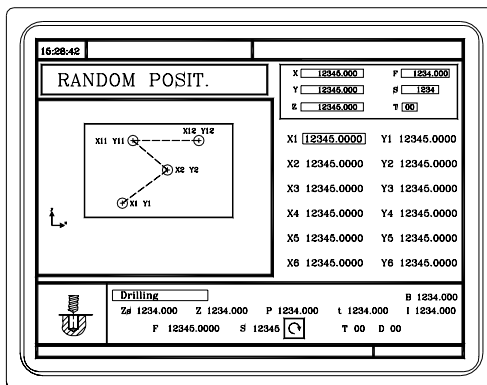 15:28:42
RANDOM POSIT.
X 12345.000 F 1234.000
Y 12345.000 S 1234
Z 12345.000 T 00
X11 Y11 X12 Y12
X2 Y2
X1 Y1
X1 12345.0000 Y1 12345.0000
X2 12345.0000 Y2 12345.0000
X3 12345.0000 Y3 12345.0000
X4 12345.0000 Y4 12345.0000
X5 12345.0000 Y5 12345.0000
X6 12345.0000 Y6 12345.0000
Drilling B 1234.000
Zs 1234.000 Z 1234.000 P 1234.000 t 1234.000 I 1234.000
F 12345.0000 S 12345 T 00 D 00